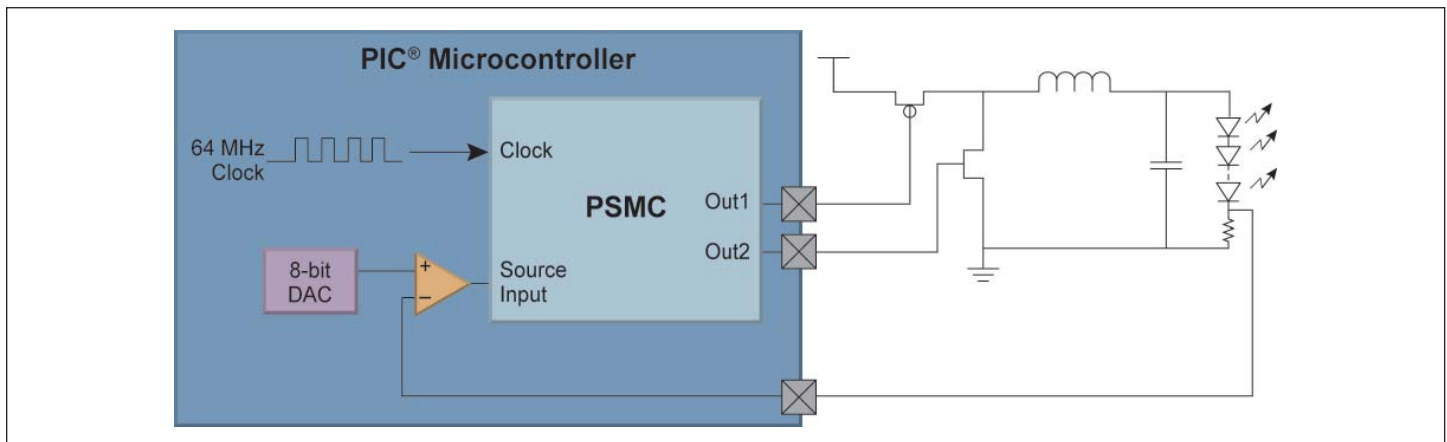 PIC® Microcontroller
64 MHz
Clock
Clock
PSMC
Out1
Out2
8-bit
DAC
+
−
Source
Input